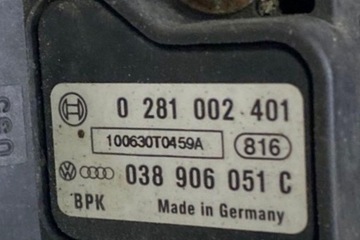 0 281 002 401
100630T0459A 816
038 906 051 C
BPK Made in Germany